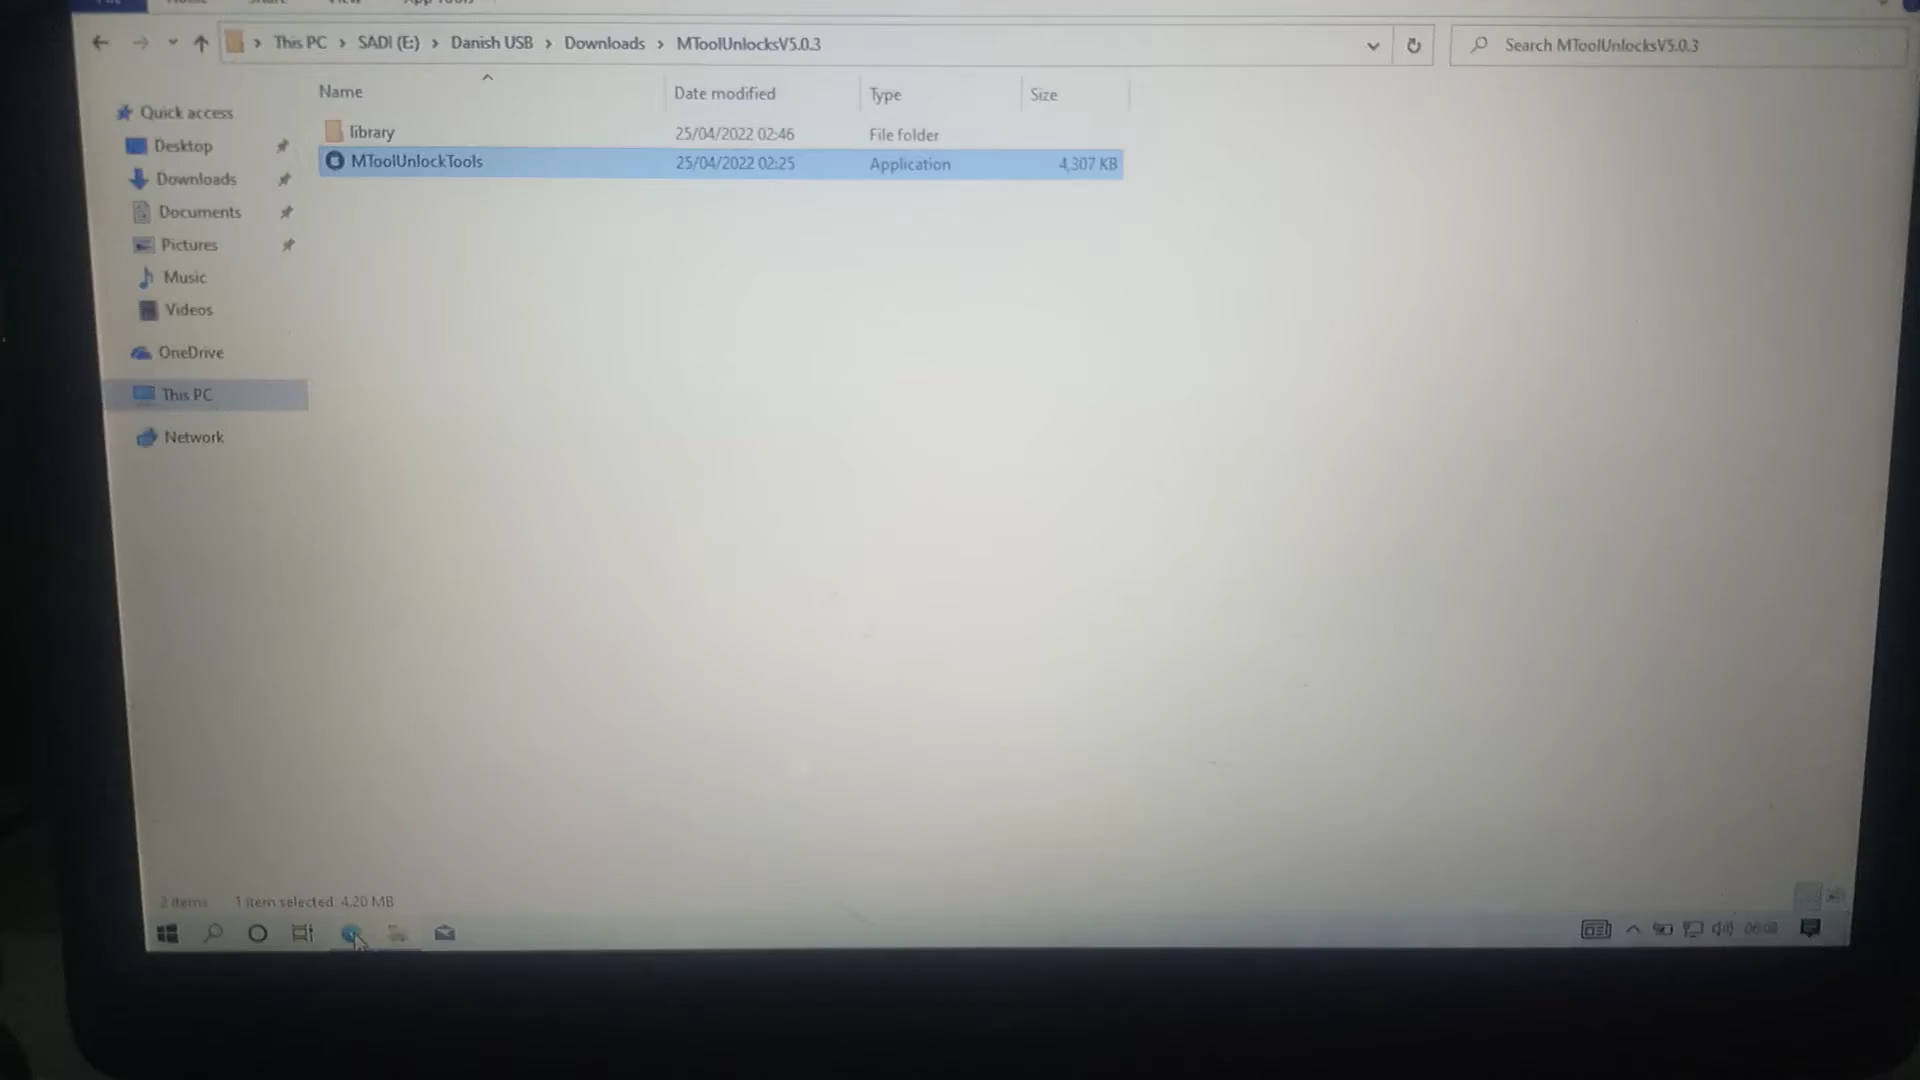 This PC > SADI (E:) > Danish USB > Downloads > MToolUnlocksV5.0.3
Search MToolUnlocksV5.0.3
Name Date modified Type Size
Quick access
Desktop
Downloads
Documents
Pictures
Music
Videos
OneDrive
This PC
Network
library 25/04/2022 02:46 File folder
MToolUnlockTools 25/04/2022 02:25 Application 4,307 KB
2 items 1 item selected 4.20 MB